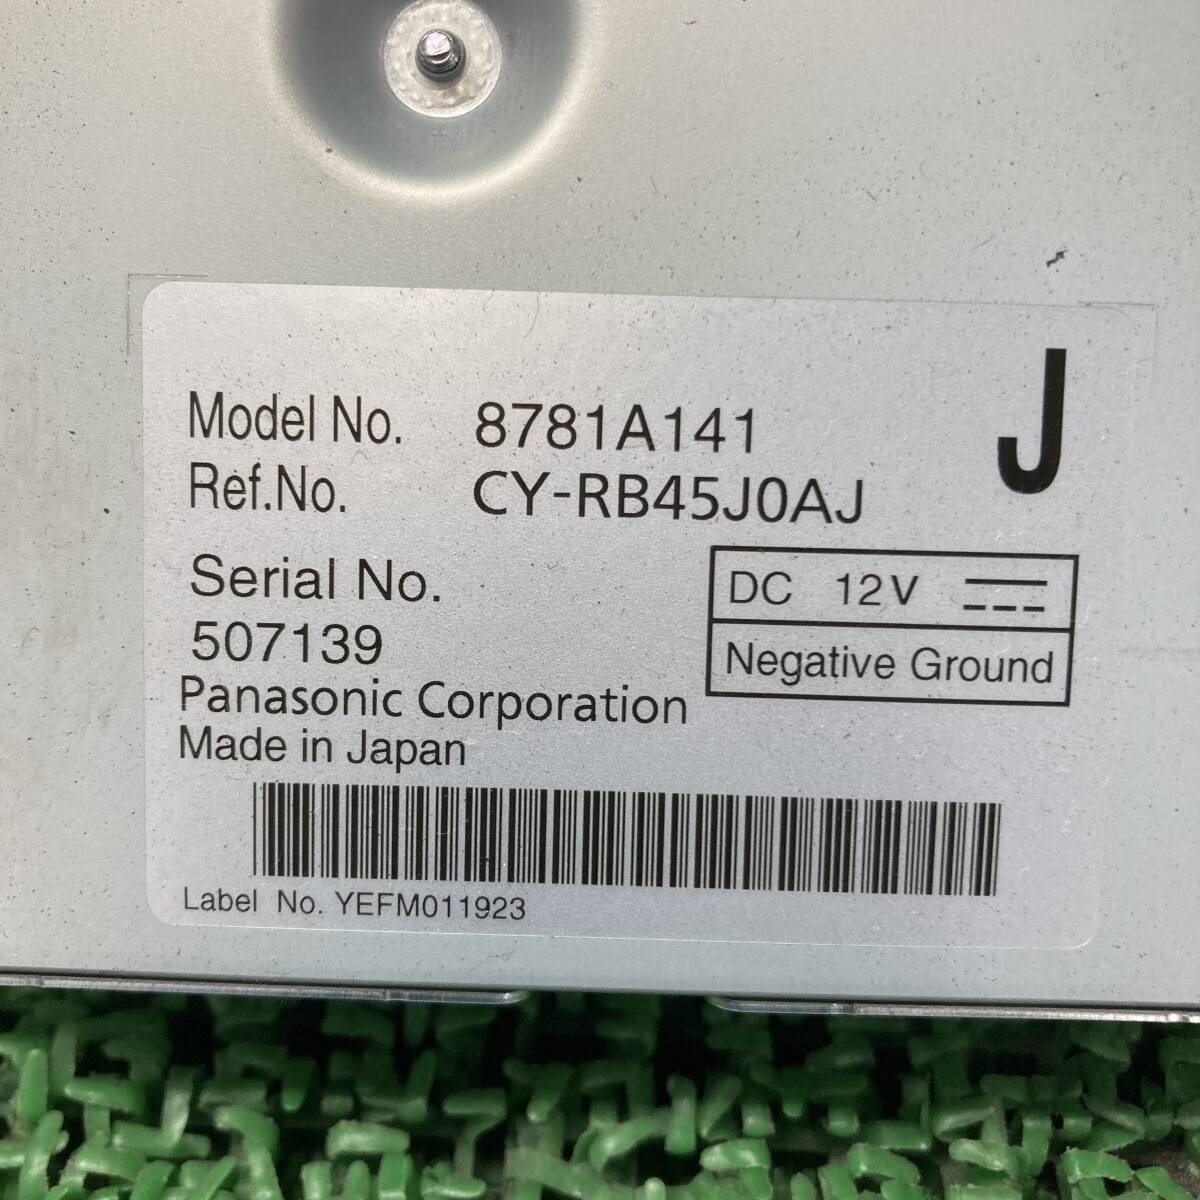 J
Model No. 8781A141
Ref.No. CY-RB45J0AJ
Serial No.
507139
DC 12V
Negative Ground
Panasonic Corporation
Made in Japan
Label No. YEFM011923